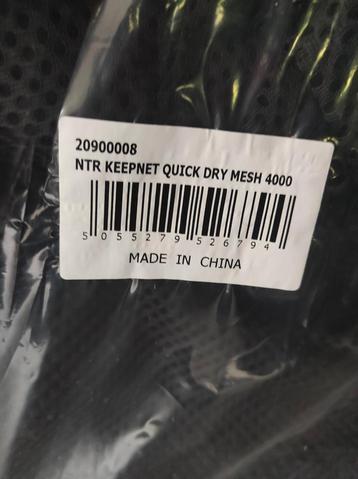 20900008
NTR KEEPNET QUICK DRY MESH 4000
5 055279 526794
MADE IN CHINA